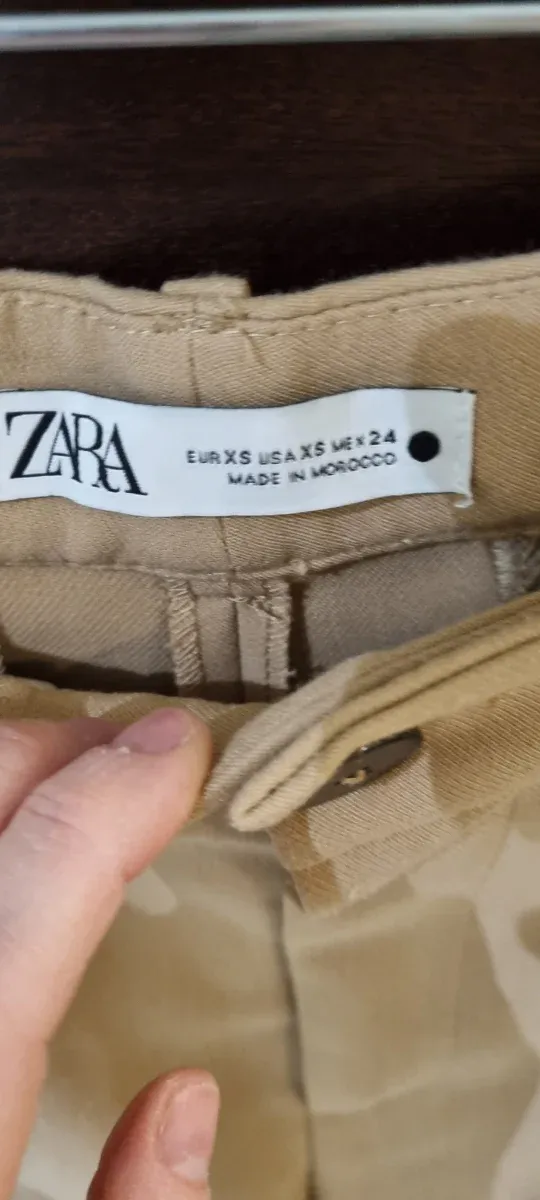 ZARA
EUR XS USA XS MEX 24
MADE IN MOROCCO